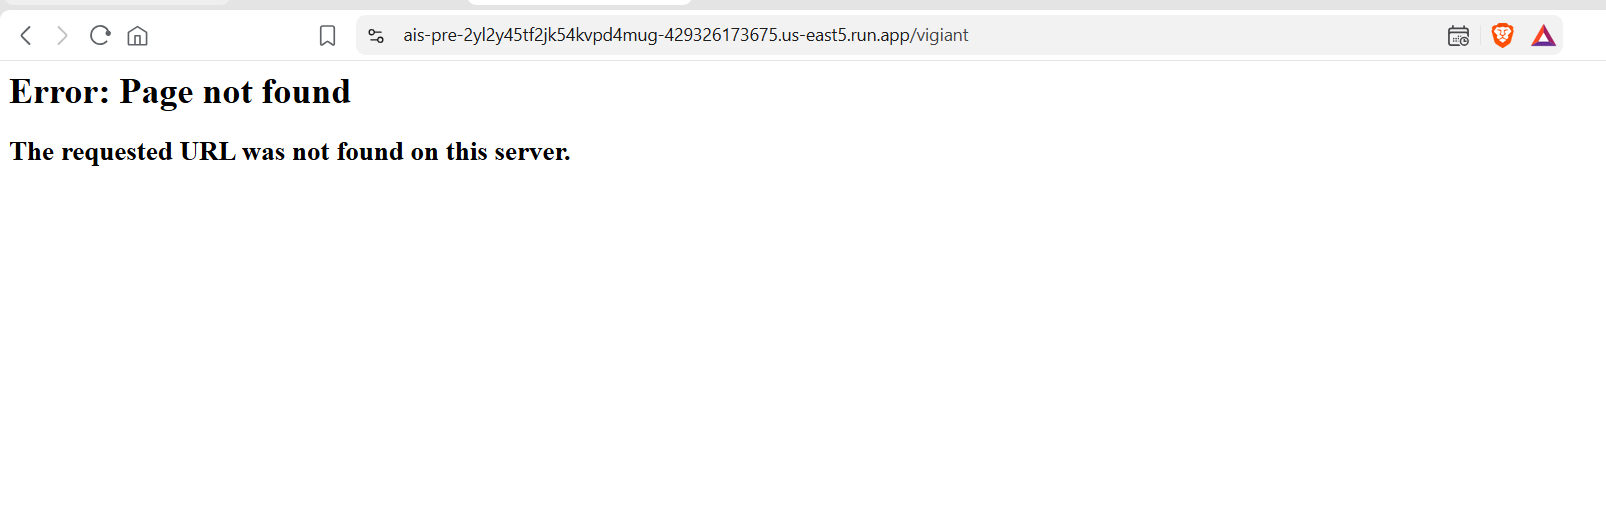 ais-pre-2yl2y45tf2jk54kvpd4mug-429326173675.us-east5.run.app/vigiant
Error: Page not found
The requested URL was not found on this server.